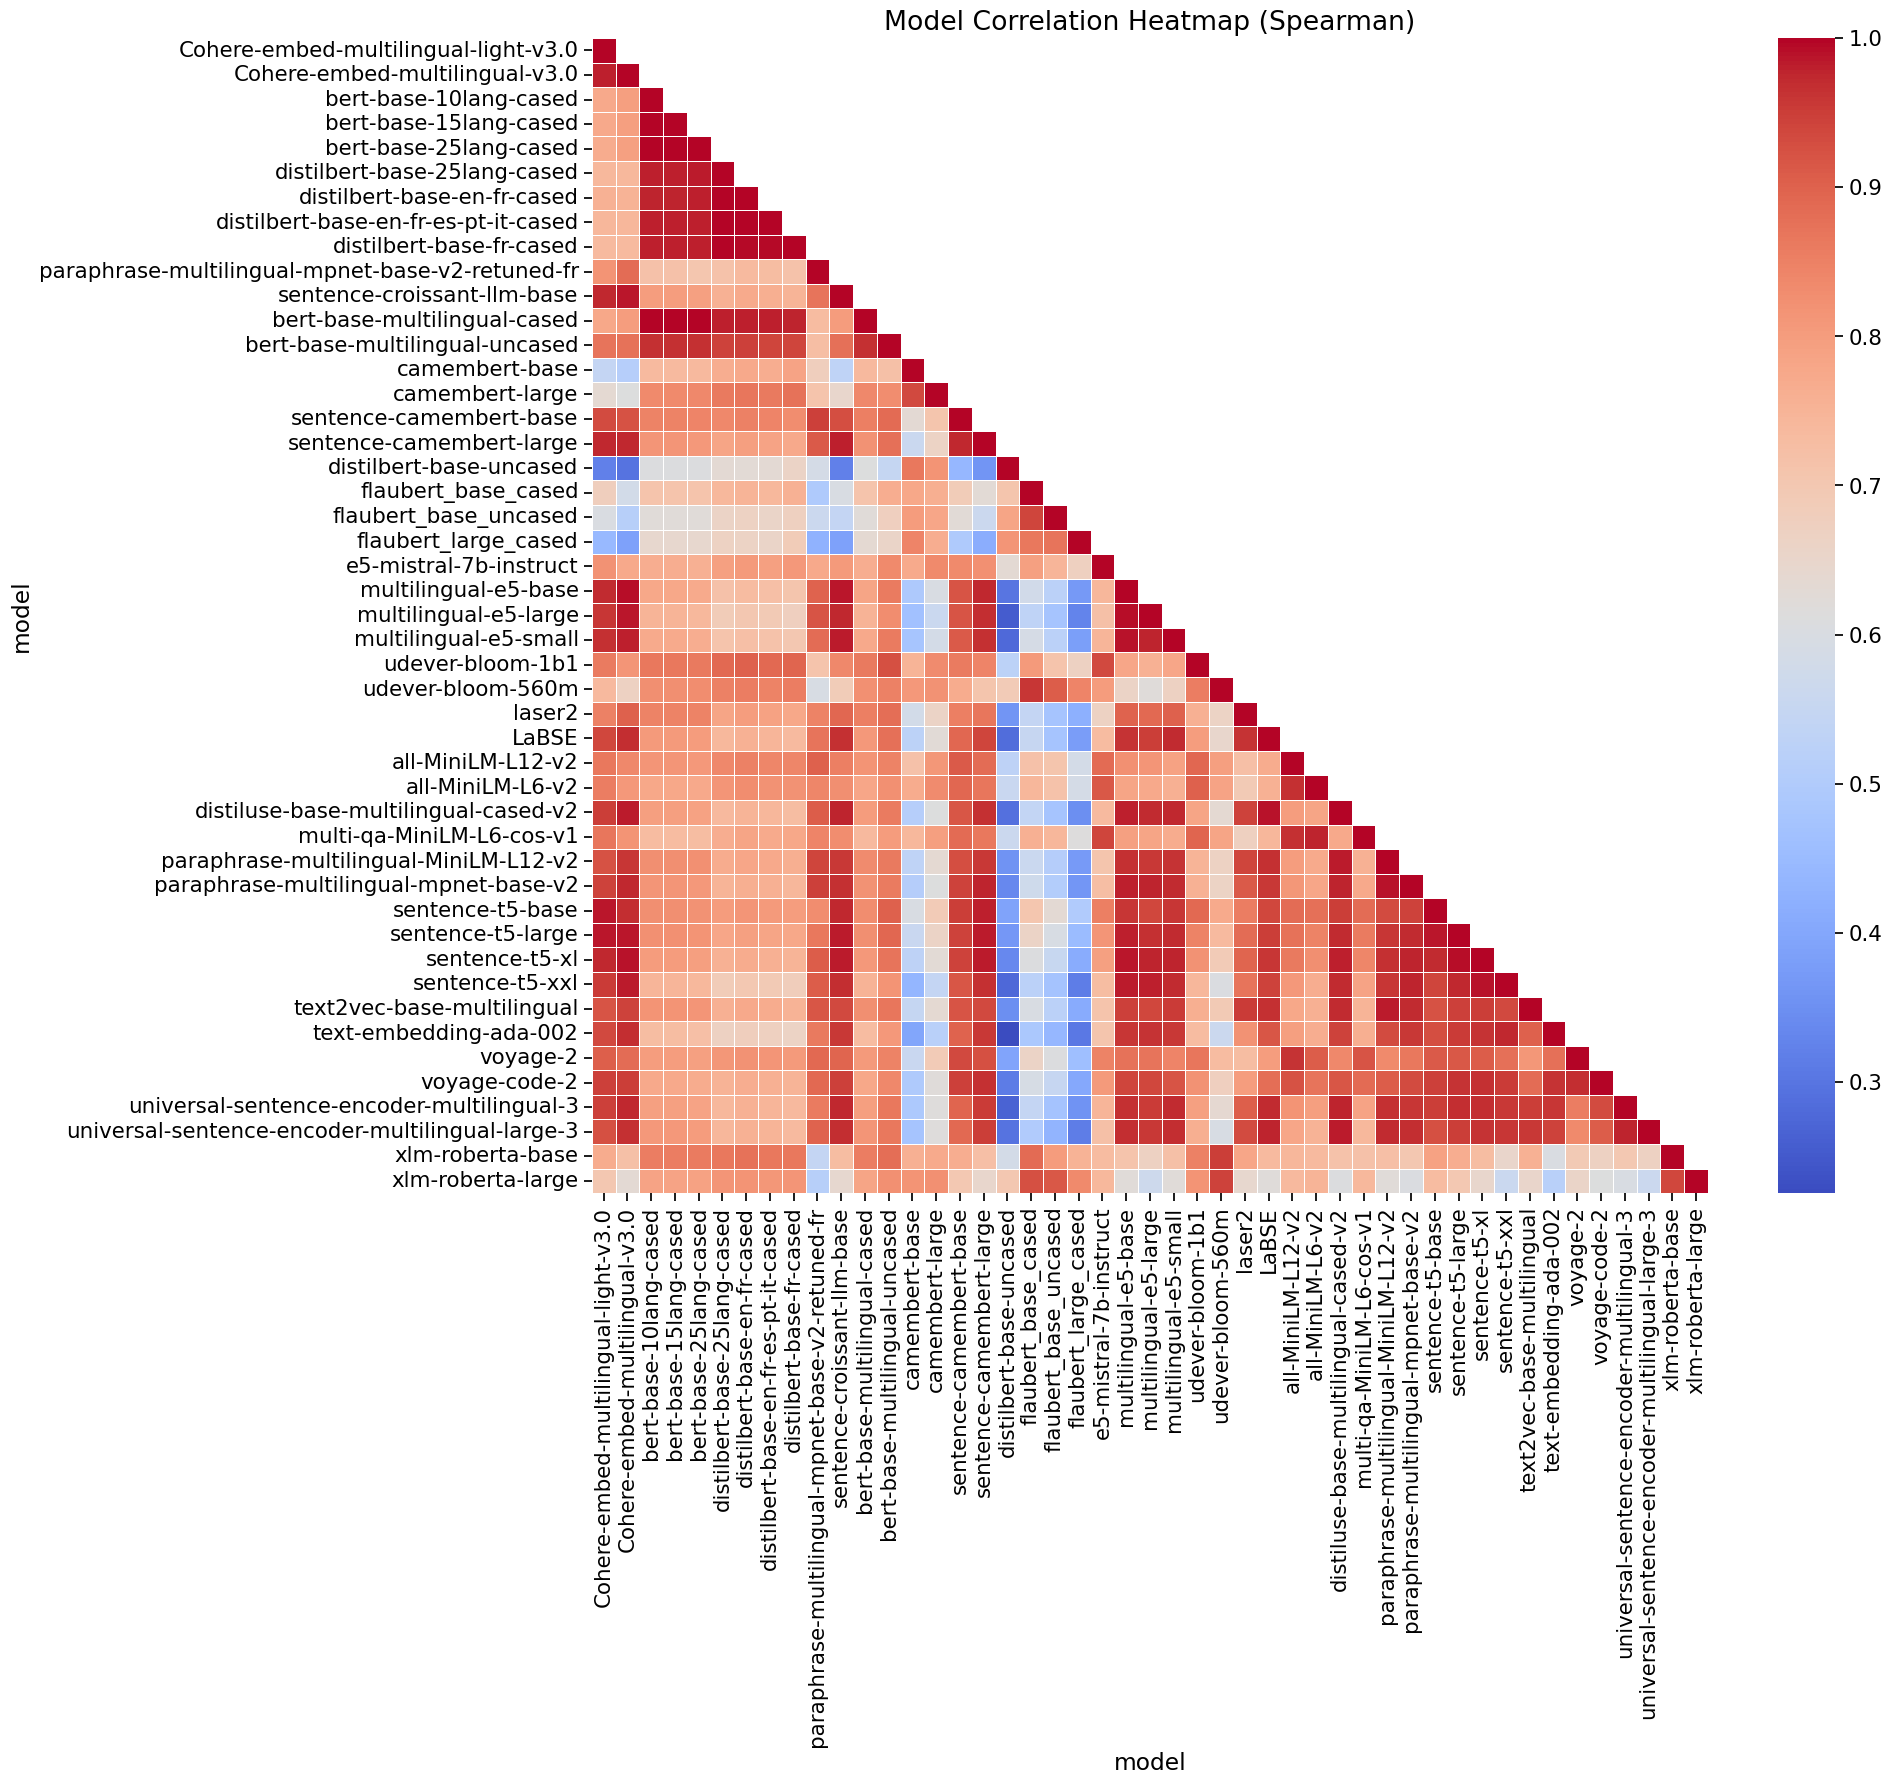 Model Correlation Heatmap (Spearman)
Cohere-embed-multilingual-light-v3.0
Cohere-embed-multilingual-v3.0
bert-base-10lang-cased
bert-base-15lang-cased
bert-base-25lang-cased
distilbert-base-25lang-cased
distilbert-base-en-fr-cased
distilbert-base-en-fr-es-pt-it-cased
distilbert-base-fr-cased
paraphrase-multilingual-mpnet-base-v2-retuned-fr
sentence-croissant-llm-base
bert-base-multilingual-cased
bert-base-multilingual-uncased
camembert-base
camembert-large
sentence-camembert-base
sentence-camembert-large
distilbert-base-uncased
flaubert_base_cased
flaubert_base_uncased
flaubert_large_cased
e5-mistral-7b-instruct
multilingual-e5-base
multilingual-e5-large
multilingual-e5-small
udever-bloom-1b1
udever-bloom-560m
laser2
LaBSE
all-MiniLM-L12-v2
all-MiniLM-L6-v2
distiluse-base-multilingual-cased-v2
multi-qa-MiniLM-L6-cos-v1
paraphrase-multilingual-MiniLM-L12-v2
paraphrase-multilingual-mpnet-base-v2
sentence-t5-base
sentence-t5-large
sentence-t5-xl
sentence-t5-xxl
text2vec-base-multilingual
text-embedding-ada-002
voyage-2
voyage-code-2
universal-sentence-encoder-multilingual-3
universal-sentence-encoder-multilingual-large-3
xlm-roberta-base
xlm-roberta-large
model
Cohere-embed-multilingual-light-v3.0
Cohere-embed-multilingual-v3.0
bert-base-10lang-cased
bert-base-15lang-cased
bert-base-25lang-cased
distilbert-base-25lang-cased
distilbert-base-en-fr-cased
distilbert-base-en-fr-es-pt-it-cased
distilbert-base-fr-cased
paraphrase-multilingual-mpnet-base-v2-retuned-fr
sentence-croissant-llm-base
bert-base-multilingual-cased
bert-base-multilingual-uncased
camembert-base
camembert-large
sentence-camembert-base
sentence-camembert-large
distilbert-base-uncased
flaubert_base_cased
flaubert_base_uncased
flaubert_large_cased
e5-mistral-7b-instruct
multilingual-e5-base
multilingual-e5-large
multilingual-e5-small
udever-bloom-1b1
udever-bloom-560m
laser2
LaBSE
all-MiniLM-L12-v2
all-MiniLM-L6-v2
distiluse-base-multilingual-cased-v2
multi-qa-MiniLM-L6-cos-v1
paraphrase-multilingual-MiniLM-L12-v2
paraphrase-multilingual-mpnet-base-v2
sentence-t5-base
sentence-t5-large
sentence-t5-xl
sentence-t5-xxl
text2vec-base-multilingual
text-embedding-ada-002
voyage-2
voyage-code-2
universal-sentence-encoder-multilingual-3
universal-sentence-encoder-multilingual-large-3
xlm-roberta-base
xlm-roberta-large
model
1.0
0.9
0.8
0.7
0.6
0.5
0.4
0.3